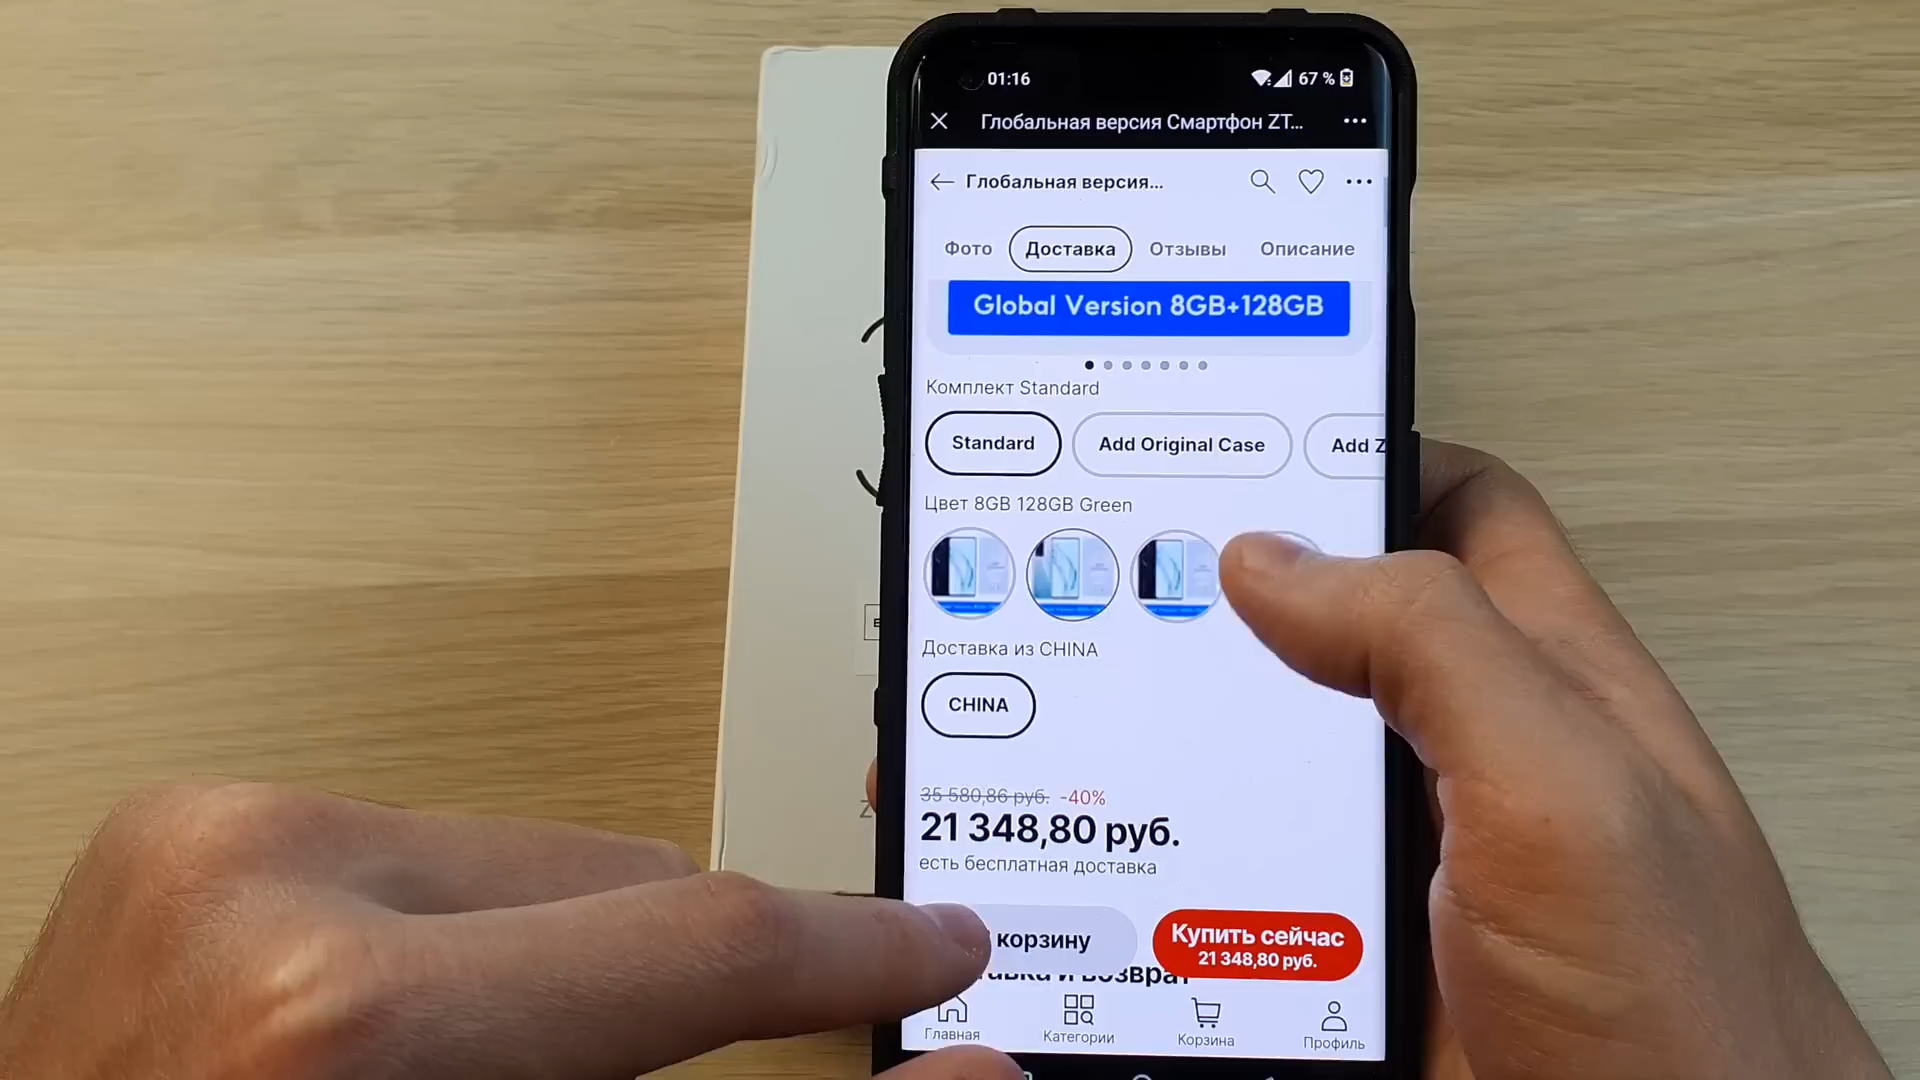 01:16
67 %
Глобальная версия Смартфон ZT...
Глобальная версия...
Фото Доставка Отзывы Описание
Global Version 8GB+128GB
Комплект Standard
Standard Add Original Case Add Z
Цвет 8GB 128GB Green
Доставка из CHINA
CHINA
35 580,86 руб. -40%
21 348,80 руб.
есть бесплатная доставка
корзину
Купить сейчас
21 348,80 руб.
и возврат
Главная Категории Корзина Профиль